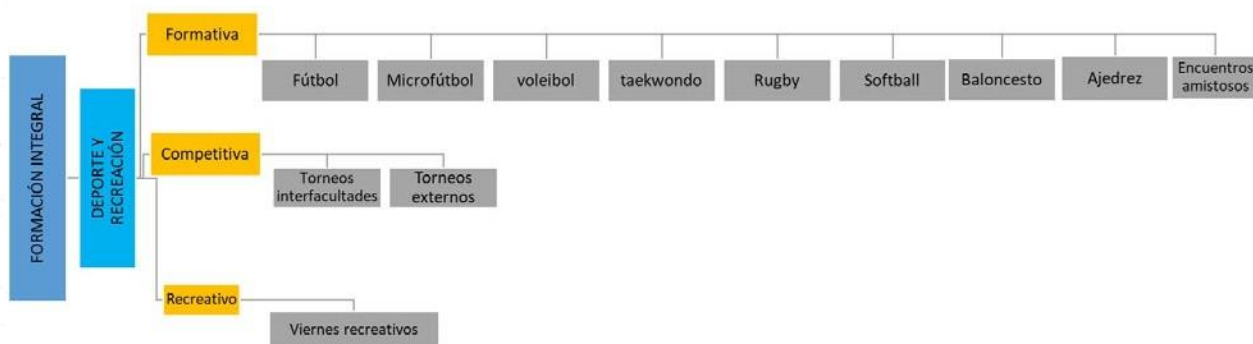 FORMACIÓN INTEGRAL
DEPORTE Y
RECREACIÓN
Formativa
Fútbol
Microfútbol
voleibol
taekwondo
Rugby
Softball
Baloncesto
Ajedrez
Encuentros
amistosos
Competitiva
Torneos
interfacultades
Torneos
externos
Recreativo
Viernes recreativos